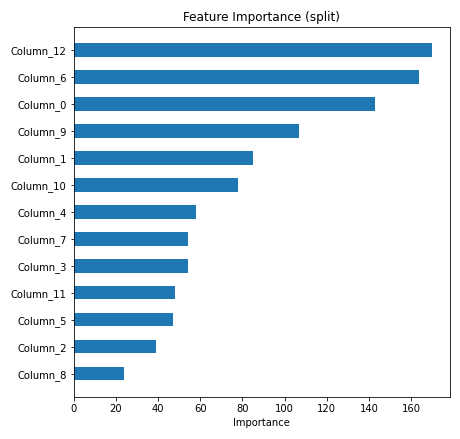 Feature Importance (split)
Column_12
Column_6
Column_0
Column_9
Column_1
Column_10
Column_4
Column_7
Column_3
Column_11
Column_5
Column_2
Column_8
0 20 40 60 80 100 120 140 160
Importance